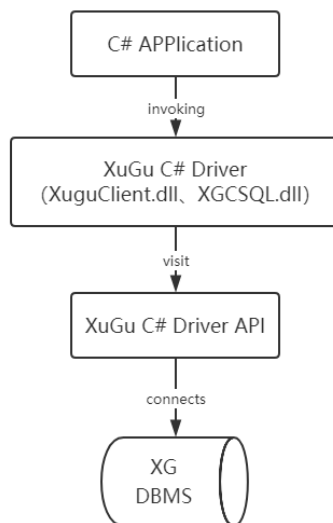 C# APPlication
invoking
XuGu C# Driver
(XuguClient.dll、XGCSQL.dll)
visit
XuGu C# Driver API
connects
XG
DBMS